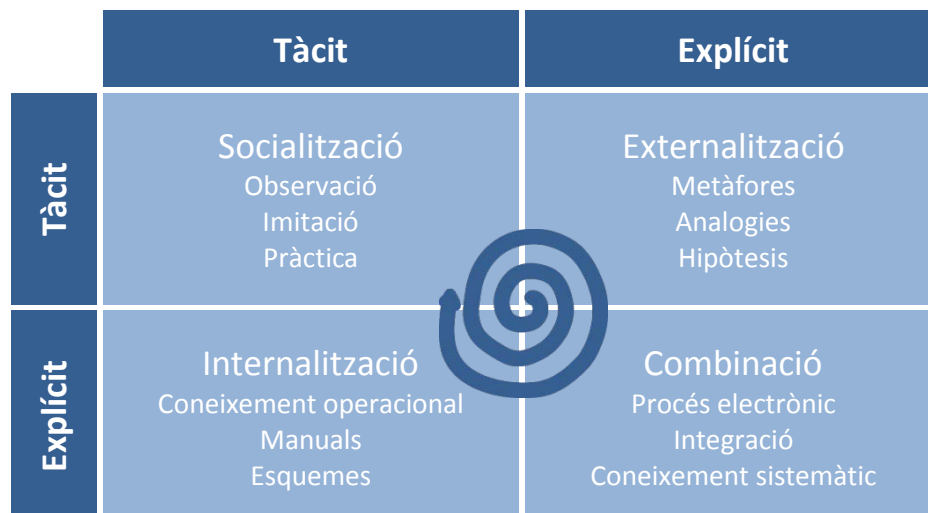 Tàcit
Explícit
Tàcit
Socialització
Observació
Imitació
Pràctica
Externalització
Metàfores
Analogies
Hipòtesis
Explícit
Internalització
Coneixement operacional
Manuals
Esquemes
Combinació
Procés electrònic
Integració
Coneixement sistemàtic